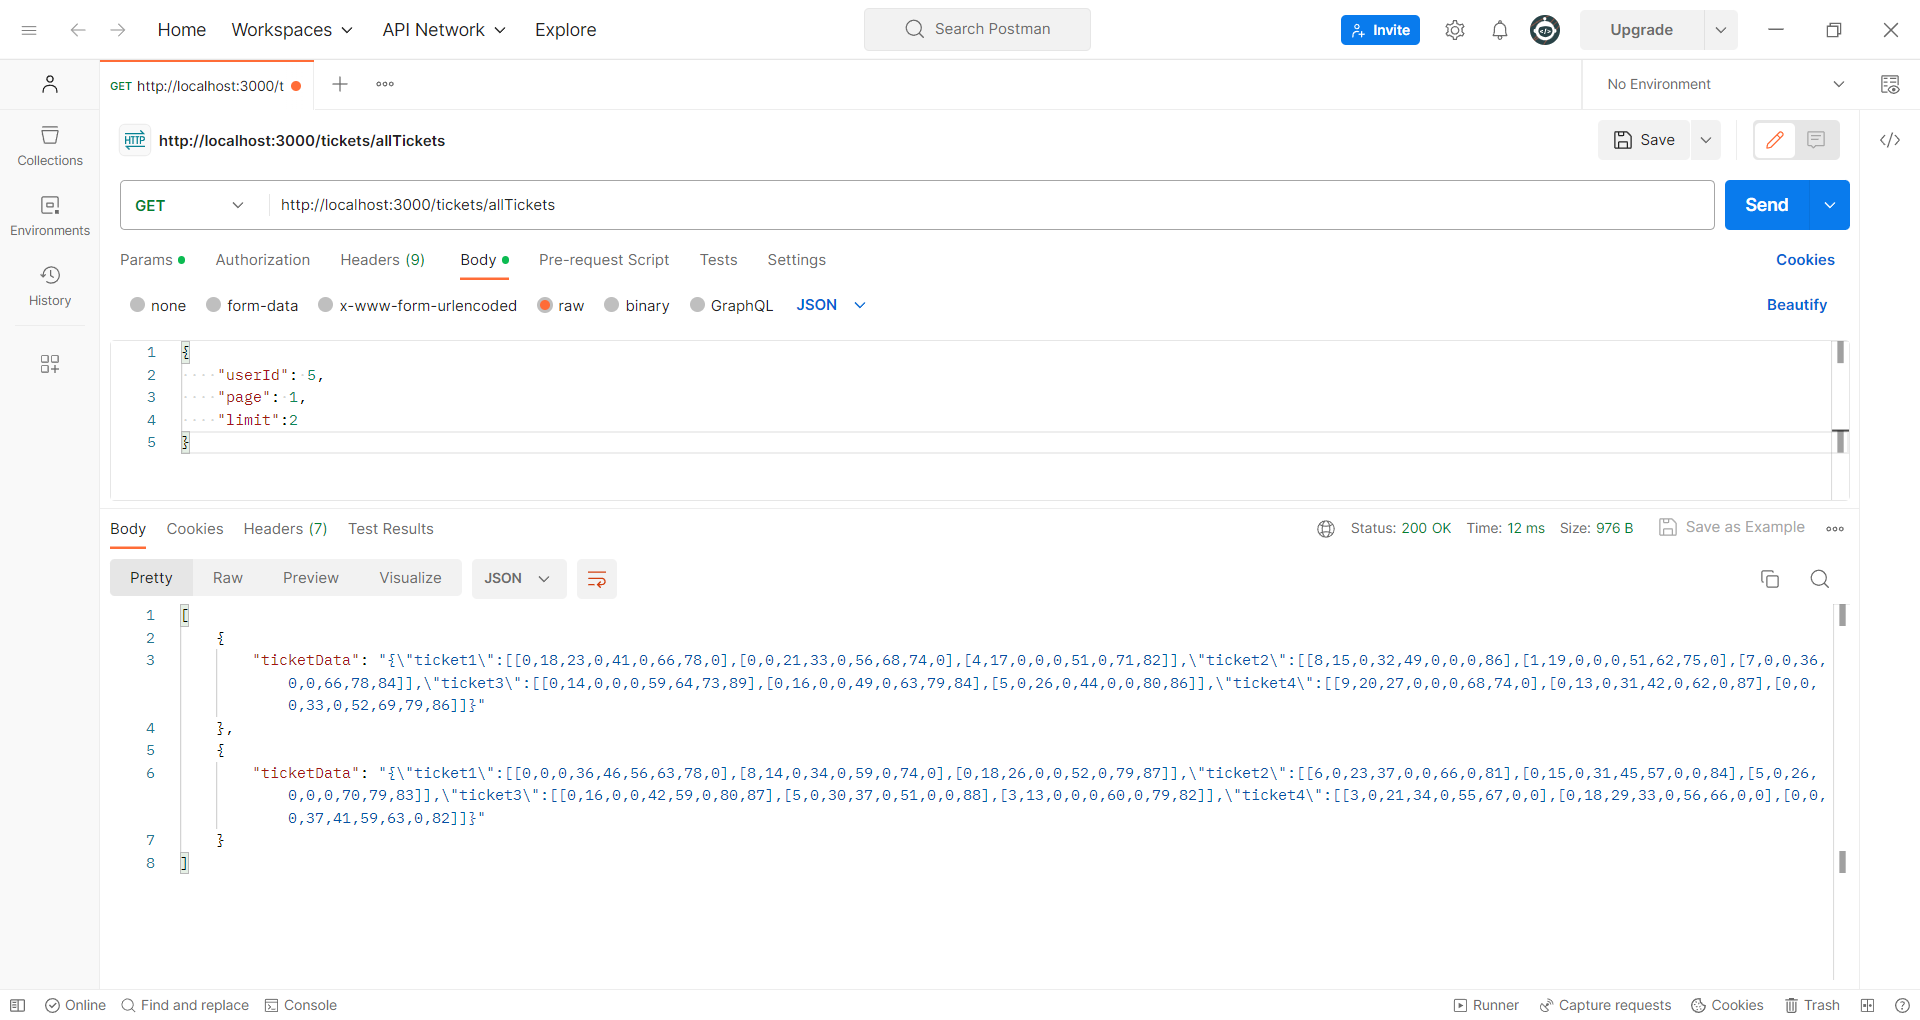 Home Workspaces API Network Explore Search Postman Invite Upgrade
GET http://localhost:3000/t No Environment
HTTP http://localhost:3000/tickets/allTickets Save
Collections
Environments
History
GET http://localhost:3000/tickets/allTickets Send
Params Authorization Headers (9) Body Pre-request Script Tests Settings Cookies
none form-data x-www-form-urlencoded raw binary GraphQL JSON Beautify
1 {
2 "userId": 5,
3 "page": 1,
4 "limit":2
5 }
Body Cookies Headers (7) Test Results Status: 200 OK Time: 12 ms Size: 976 B Save as Example
Pretty Raw Preview Visualize JSON
1 [
2 {
3 "ticketData": "{\"ticket1\":[[0,18,23,0,41,0,66,78,0],[0,0,21,33,0,56,68,74,0],[4,17,0,0,0,51,0,71,82]],\"ticket2\":[[8,15,0,32,49,0,0,0,86],[1,19,0,0,0,51,62,75,0],[7,0,0,36,
0,0,66,78,84]],\"ticket3\":[[0,14,0,0,0,59,64,73,89],[0,16,0,0,49,0,63,79,84],[5,0,26,0,44,0,0,80,86]],\"ticket4\":[[9,20,27,0,0,0,68,74,0],[0,13,0,31,42,0,62,0,87],[0,0,
0,33,0,52,69,79,86]]}"
4 },
5 {
6 "ticketData": "{\"ticket1\":[[0,0,0,36,46,56,63,78,0],[8,14,0,34,0,59,0,74,0],[0,18,26,0,0,52,0,79,87]],\"ticket2\":[[6,0,23,37,0,0,66,0,81],[0,15,0,31,45,57,0,0,84],[5,0,26,
0,0,0,70,79,83]],\"ticket3\":[[0,16,0,0,42,59,0,80,87],[5,0,30,37,0,51,0,0,88],[3,13,0,0,0,60,0,79,82]],\"ticket4\":[[3,0,21,34,0,55,67,0,0],[0,18,29,33,0,56,66,0,0],[0,0,
0,37,41,59,63,0,82]]}"
7 }
8 ]
Online Find and replace Console Runner Capture requests Cookies Trash